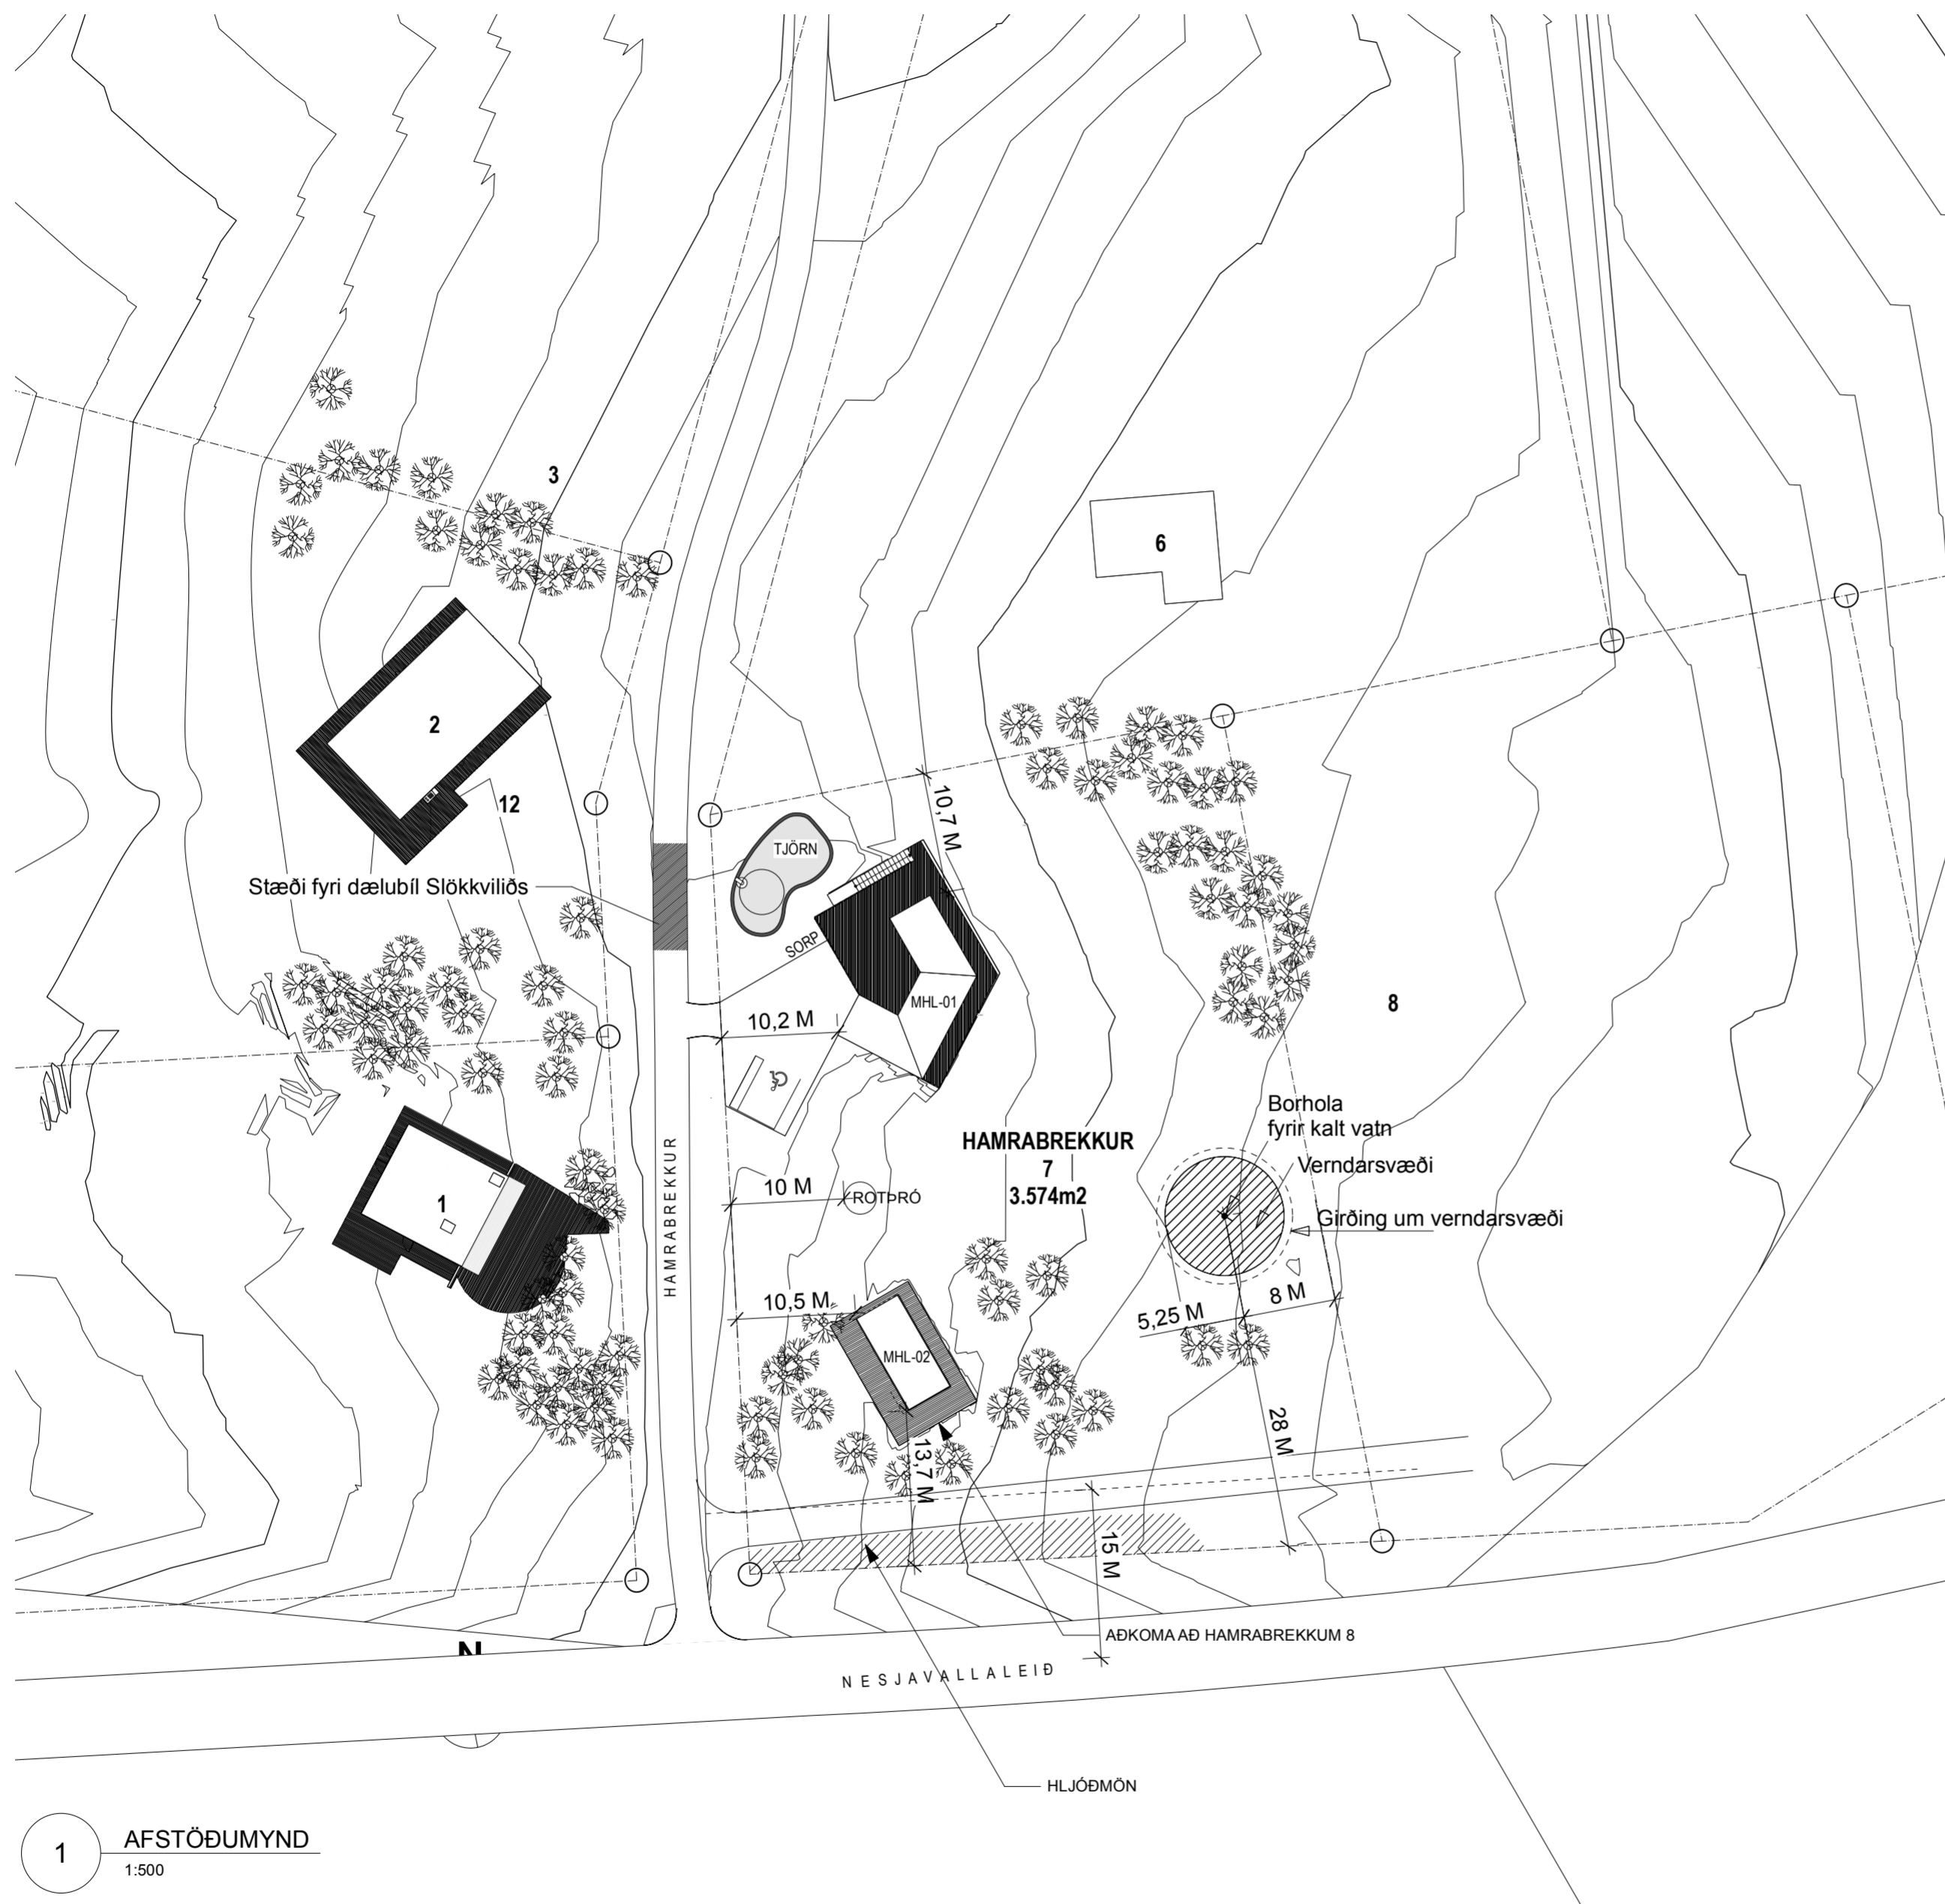 3
6
2
12
TJÖRN
10,7 M
Stæði fyri dælubíl Slökkviliðs
SORP
MHL-01
8
10,2 M
HAMRABREKKUR
Borhola
fyrir kalt vatn
HAMRABREKKUR
7
3.574m2
Verndarsvæði
10 M
ROTÞRÓ
1
Girðing um verndarsvæði
10,5 M
8 M
5,25 M
MHL-02
28 M
13,7 M
15 M
AÐKOMA AÐ HAMRABREKKUM 8
N
NESJAVALLALEIÐ
HLJÓÐMÖN
1
AFSTÖÐUMYND
1:500